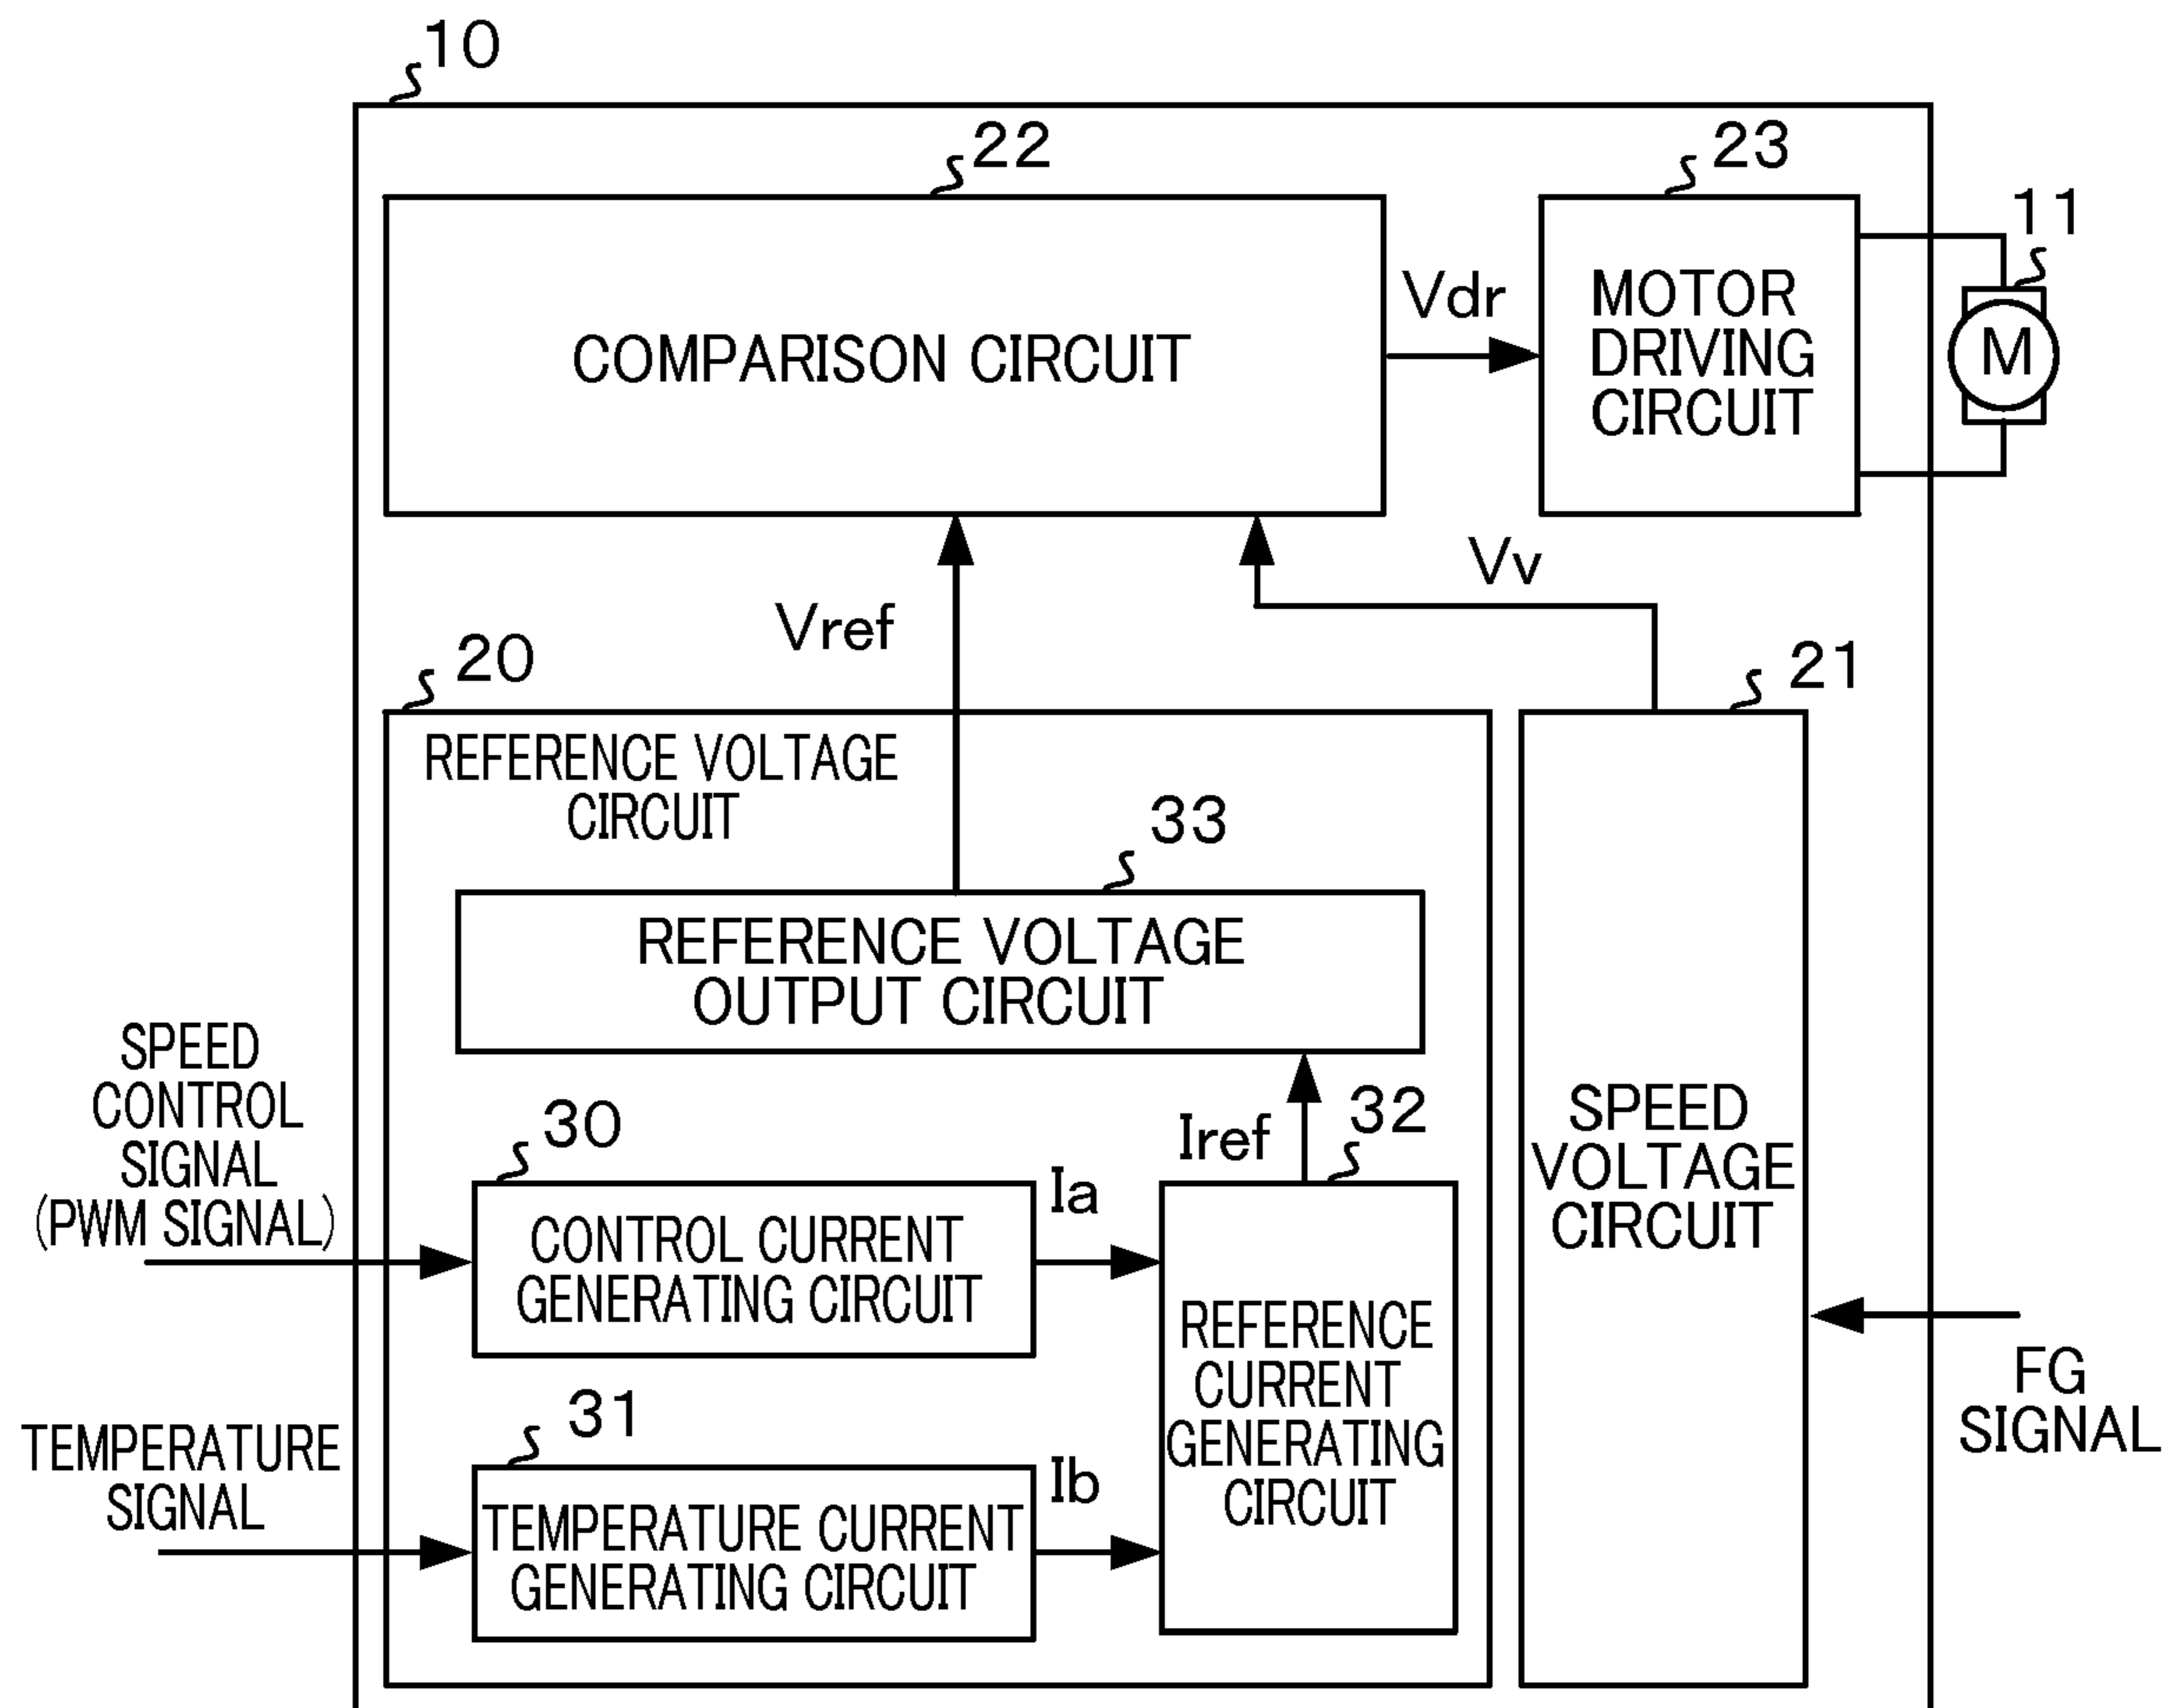 10
22
23
11
COMPARISON CIRCUIT
Vdr
MOTOR
DRIVING
CIRCUIT
M
Vref
Vv
20
21
REFERENCE VOLTAGE
CIRCUIT
33
REFERENCE VOLTAGE
OUTPUT CIRCUIT
SPEED
CONTROL
SIGNAL
(PWM SIGNAL)
30
Iref
32
CONTROL CURRENT
GENERATING CIRCUIT
Ia
REFERENCE
CURRENT
GENERATING
CIRCUIT
SPEED
VOLTAGE
CIRCUIT
FG
SIGNAL
TEMPERATURE
SIGNAL
31
TEMPERATURE CURRENT
GENERATING CIRCUIT
Ib